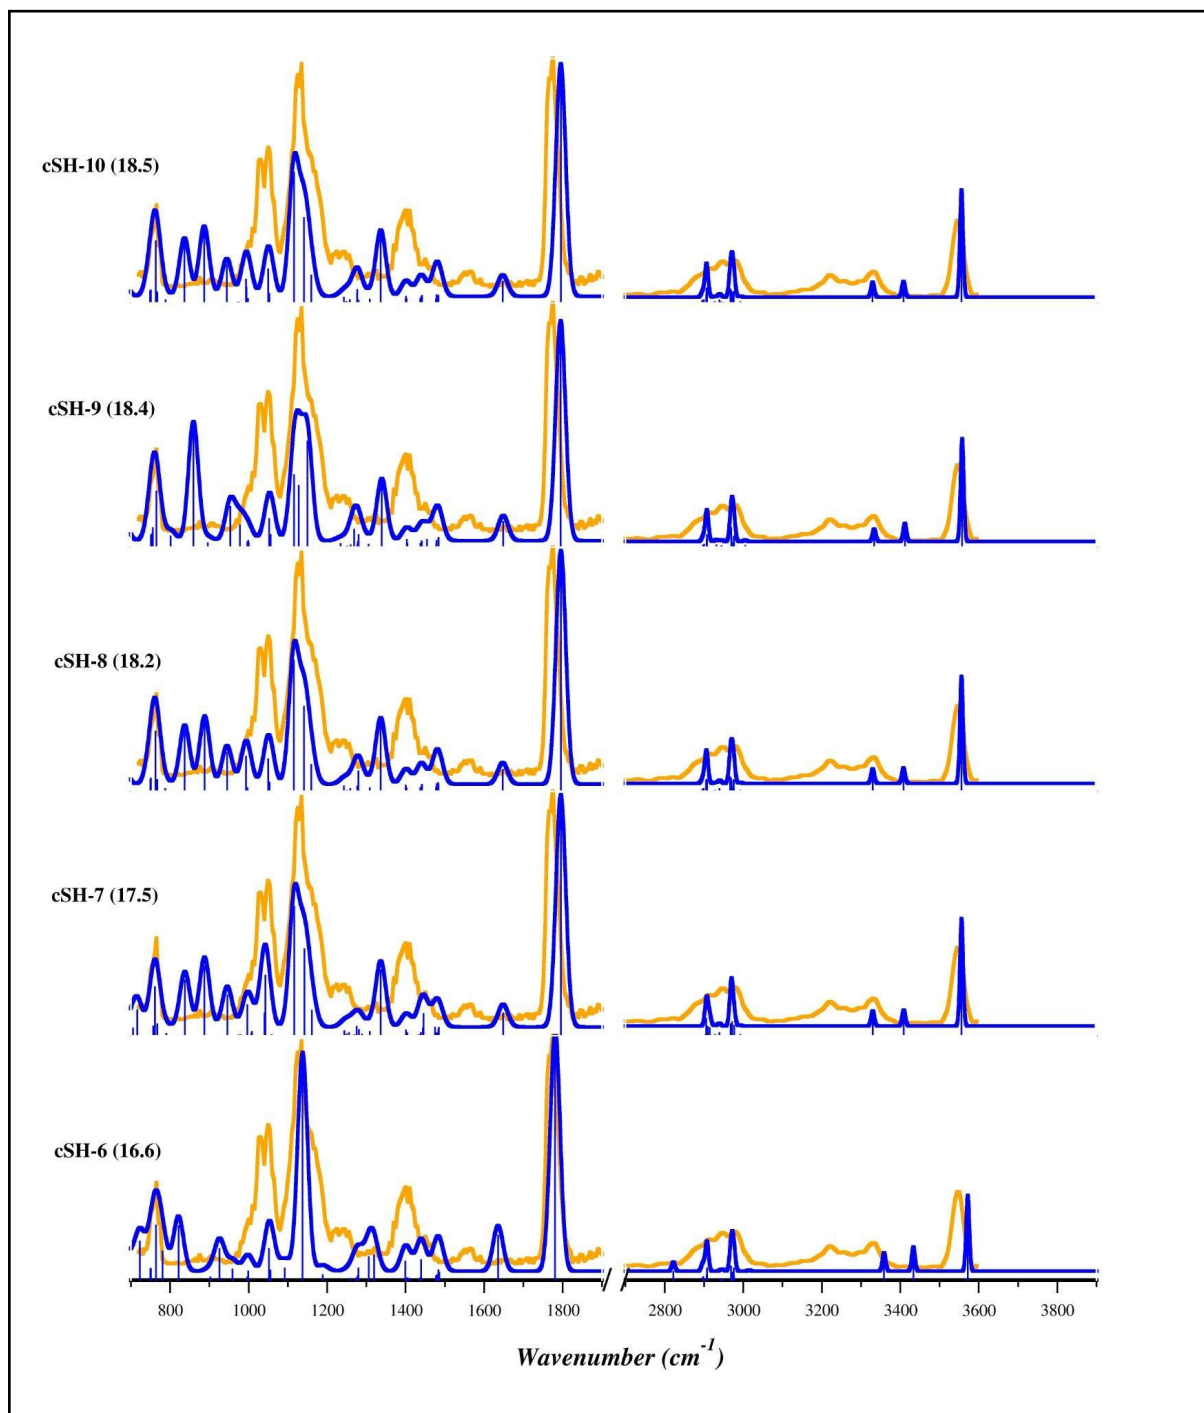 cSH-10 (18.5)
cSH-9 (18.4)
cSH-8 (18.2)
cSH-7 (17.5)
cSH-6 (16.6)
800 1000 1200 1400 1600 1800 2800 3000 3200 3400 3600 3800
Wavenumber (cm-1)